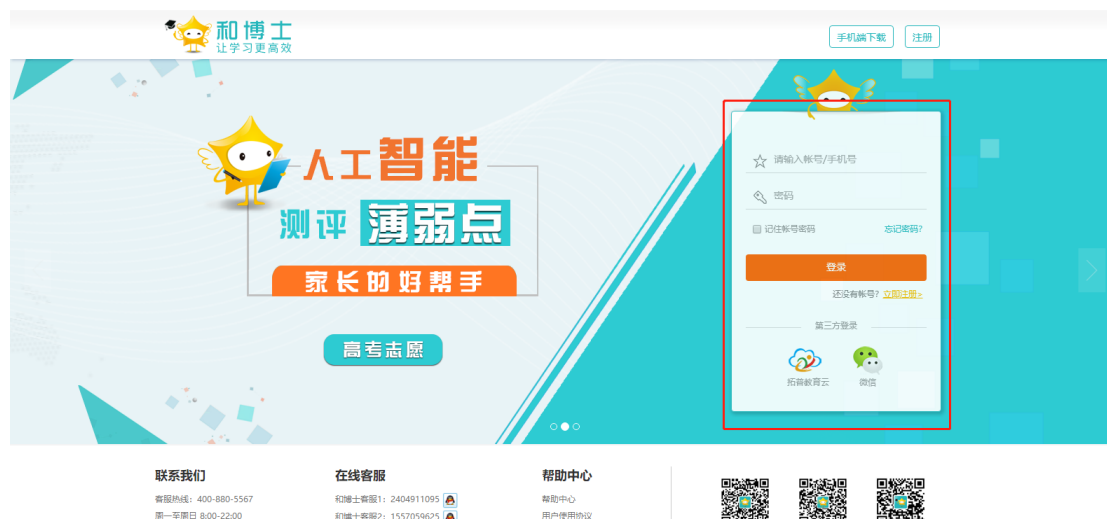 和博士
让学习更高效
手机端下载
注册
人工智能
测评 薄弱点
家长的好帮手
高考志愿
请输入帐号/手机号
密码
记住帐号密码 忘记密码?
登录
还没有帐号? 立即注册>
第三方登录
拓普教育云 微信
联系我们
客服热线: 400-880-5567
周一至周日 8:00-22:00
在线客服
和博士客服1: 2404911095
和博士客服2: 1557059625
帮助中心
帮助中心
用户使用协议